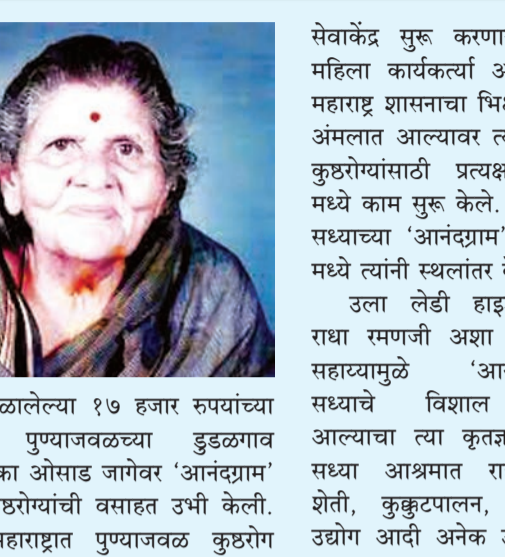 ळालेल्या १७ हजार रुपयांच्या
पुण्याजवळच्या डुडळगाव
का ओसाड जागेवर ‘आनंदग्राम’
ष्ठरोग्यांची वसाहत उभी केली.
महाराष्ट्रात पुण्याजवळ कुष्ठरोग
सेवाकेंद्र सुरू करणा
महिला कार्यकर्त्या अ
महाराष्ट्र शासनाचा भिक्ष
अंमलात आल्यावर त्
कुष्ठरोग्यांसाठी प्रत्यक्ष
मध्ये काम सुरू केले.
सध्याच्या ‘आनंदग्राम’
मध्ये त्यांनी स्थलांतर
उला लेडी हाइ
राधा रमणजी अशा
सहाय्यामुळे ‘आ
सध्याचे विशाल
आल्याचा त्या कृतज्ञ
सध्या आश्रमात रा
शेती, कुक्कुटपालन,
उद्योग आदी अनेक उ